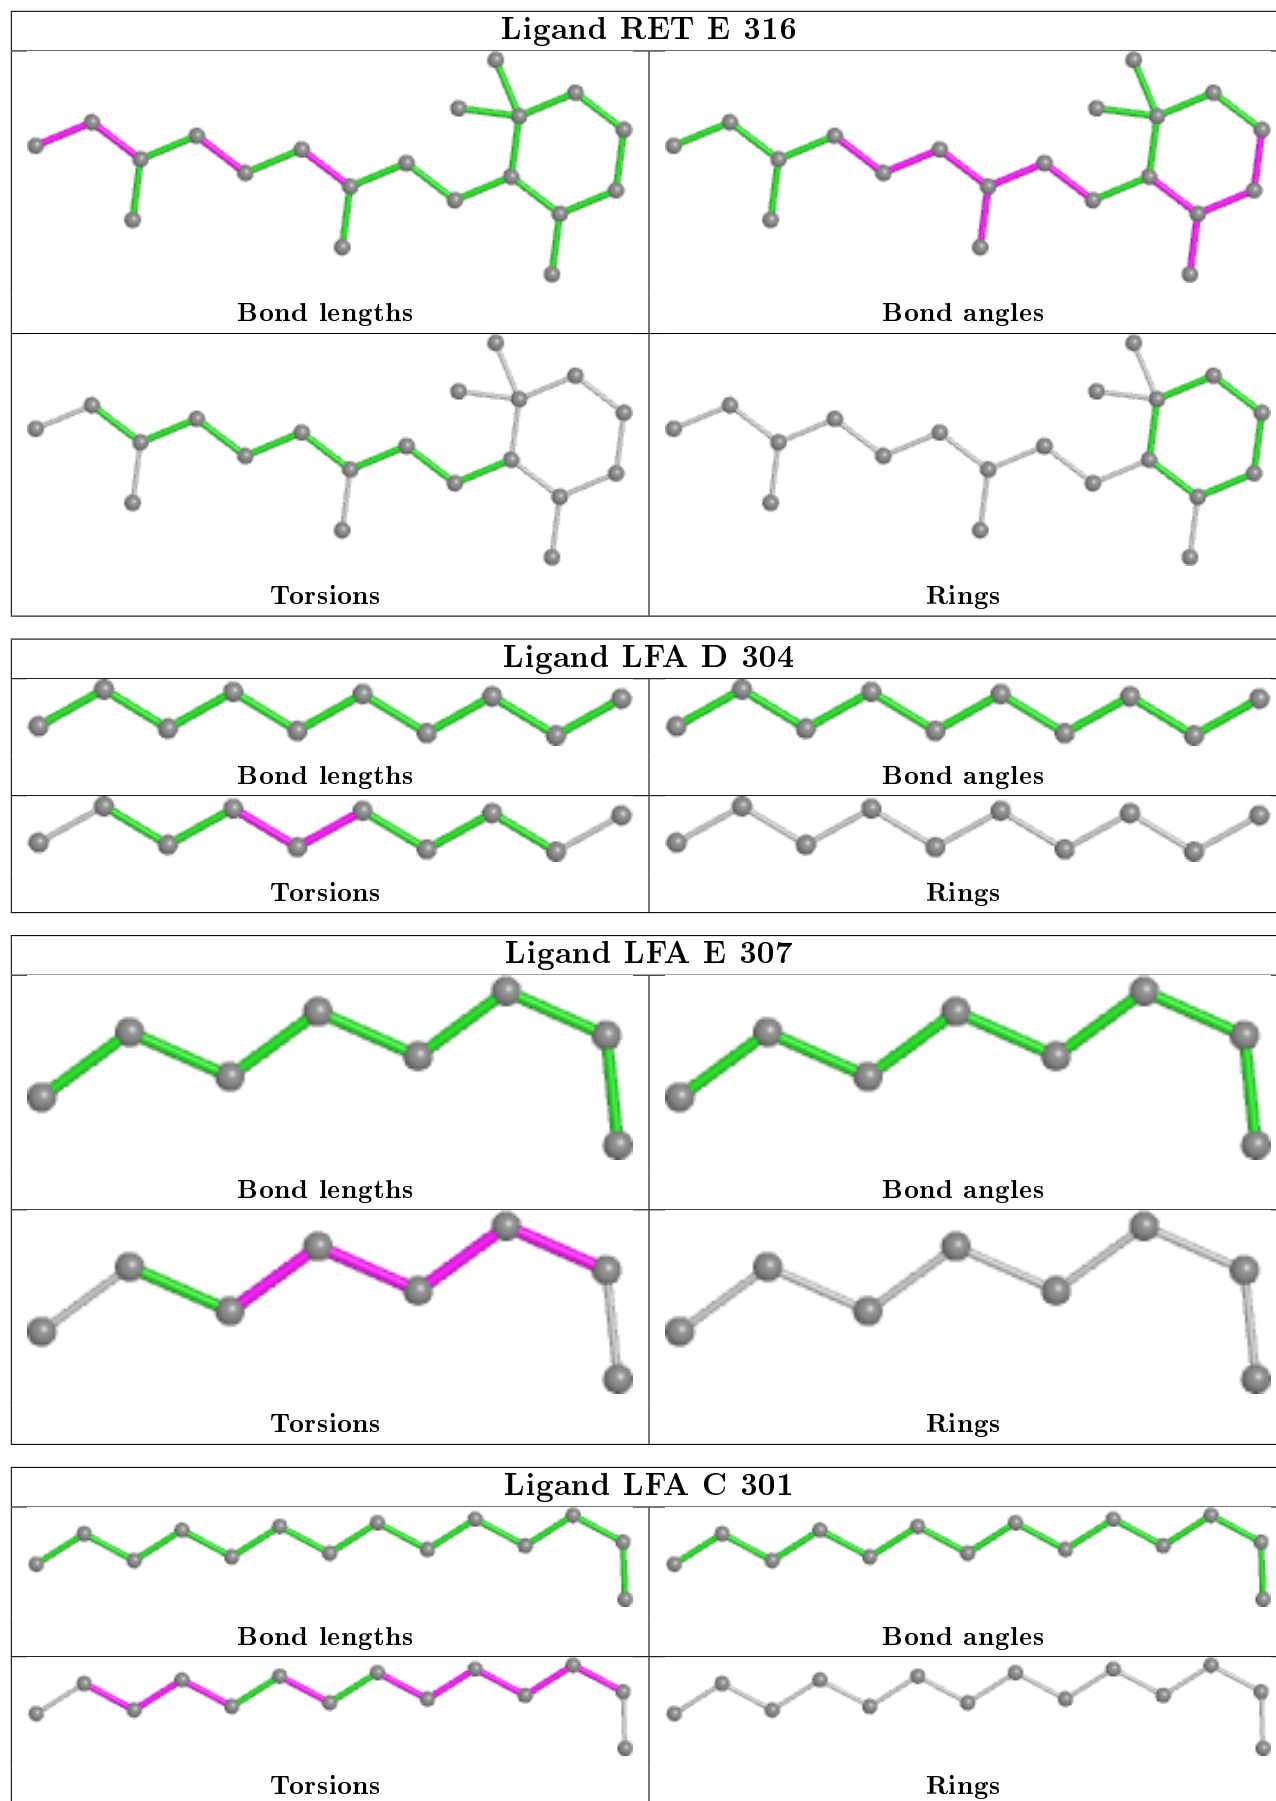 Ligand RET E 316
Bond lengths
Bond angles
Torsions
Rings
Ligand LFA D 304
Bond lengths
Bond angles
Torsions
Rings
Ligand LFA E 307
Bond lengths
Bond angles
Torsions
Rings
Ligand LFA C 301
Bond lengths
Bond angles
Torsions
Rings